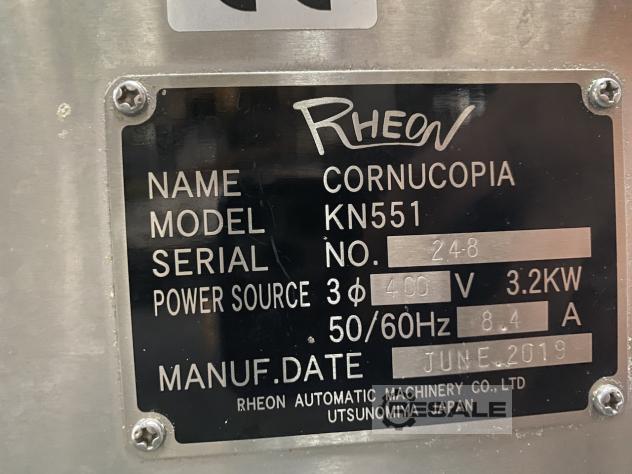 RHEON
NAME CORNUCOPIA
MODEL KN551
SERIAL NO. 248
POWER SOURCE 3ϕ 400 V 3.2KW
50/60Hz 8.4 A
MANUF.DATE JUNE.2019
RHEON AUTOMATIC MACHINERY CO., LTD
UTSUNOMIYA JAPAN